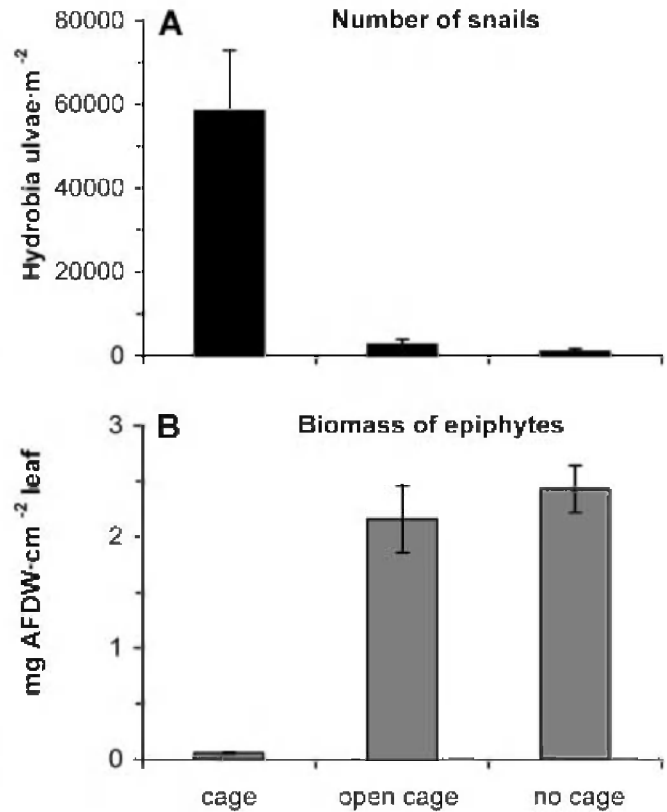 A Number of snails
Hydrobia ulvae·m⁻²
80000
60000
40000
20000
0
B Biomass of epiphytes
mg AFDW·cm⁻² leaf
3
2
1
0
cage open cage no cage